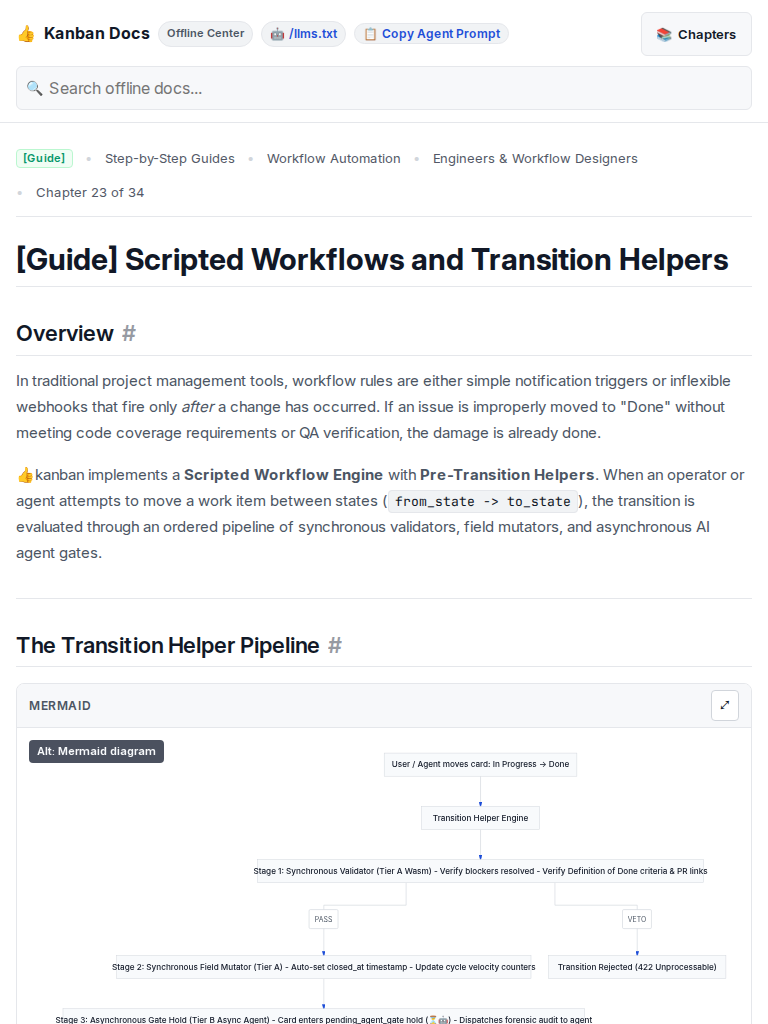 👍 Kanban Docs Offline Center 🤖 /llms.txt 📋 Copy Agent Prompt 📚 Chapters
🔍 Search offline docs...
[Guide] • Step-by-Step Guides • Workflow Automation • Engineers & Workflow Designers
• Chapter 23 of 34
[Guide] Scripted Workflows and Transition Helpers
Overview #
In traditional project management tools, workflow rules are either simple notification triggers or inflexible
webhooks that fire only after a change has occurred. If an issue is improperly moved to "Done" without
meeting code coverage requirements or QA verification, the damage is already done.
👍kanban implements a Scripted Workflow Engine with Pre-Transition Helpers. When an operator or
agent attempts to move a work item between states (from_state -> to_state), the transition is
evaluated through an ordered pipeline of synchronous validators, field mutators, and asynchronous AI
agent gates.
The Transition Helper Pipeline #
MERMAID
Alt: Mermaid diagram
User / Agent moves card: In Progress → Done
Transition Helper Engine
Stage 1: Synchronous Validator (Tier A Wasm) - Verify blockers resolved - Verify Definition of Done criteria & PR links
PASS VETO
Stage 2: Synchronous Field Mutator (Tier A) - Auto-set closed_at timestamp - Update cycle velocity counters
Transition Rejected (422 Unprocessable)
Stage 3: Asynchronous Gate Hold (Tier B Async Agent) - Card enters pending_agent_gate hold (⏳🤖) - Dispatches forensic audit to agent